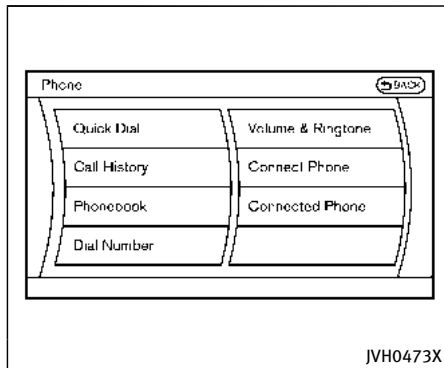 Phone
BACK
Quick Dial
Volume & Ringtone
Call History
Connect Phone
Phonebook
Connected Phone
Dial Number
JVH0473X